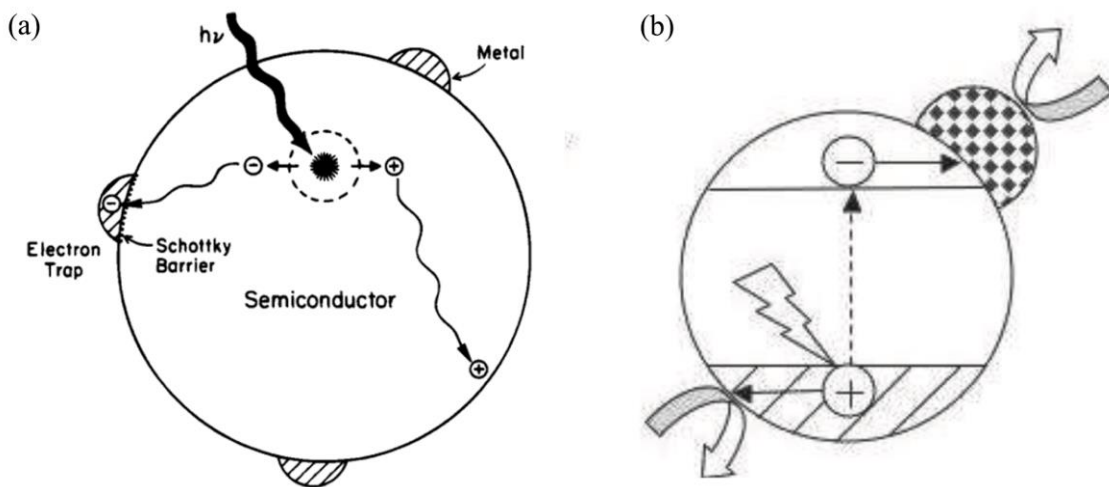 (a)
hν
Metal
(b)
−
+
−
Electron
Trap
Schottky
Barrier
Semiconductor
+
−
+